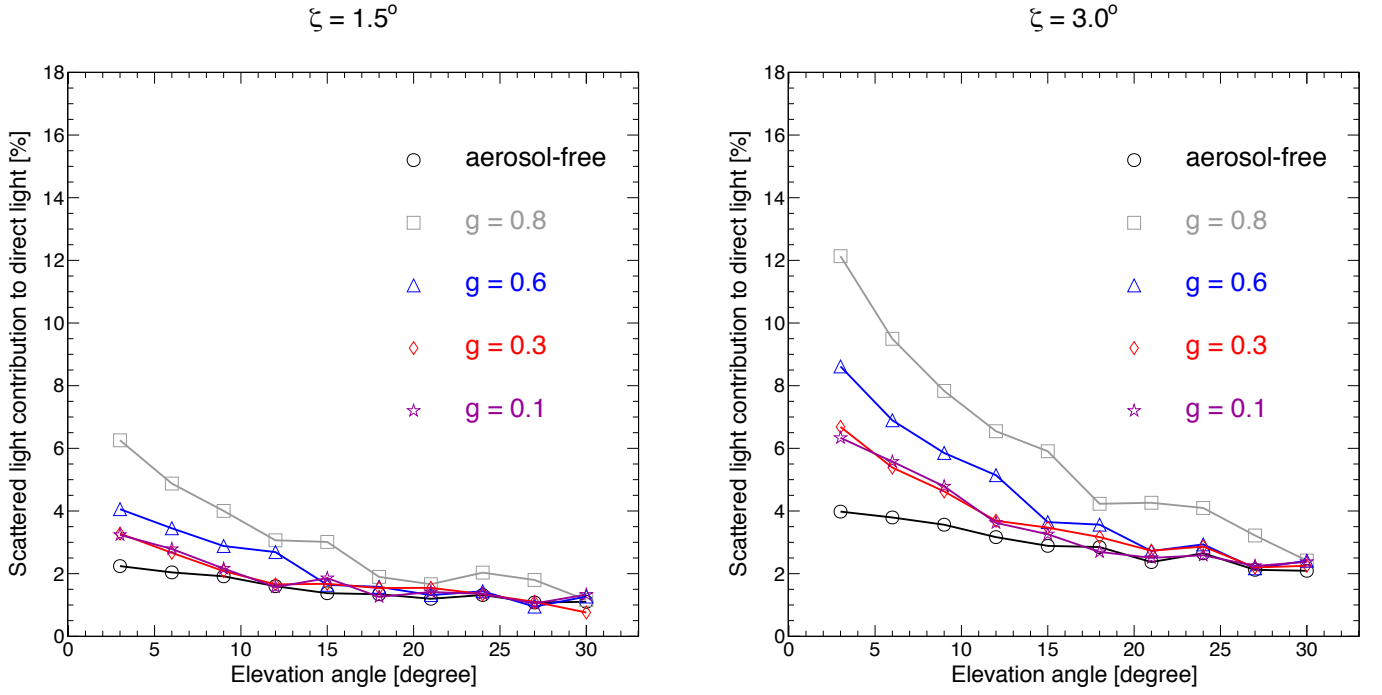 ζ = 1.5°
Scattered light contribution to direct light [%]
18
16
14
12
10
8
6
4
2
0
aerosol-free
g = 0.8
g = 0.6
g = 0.3
g = 0.1
0 5 10 15 20 25 30
Elevation angle [degree]
ζ = 3.0°
Scattered light contribution to direct light [%]
18
16
14
12
10
8
6
4
2
0
aerosol-free
g = 0.8
g = 0.6
g = 0.3
g = 0.1
0 5 10 15 20 25 30
Elevation angle [degree]